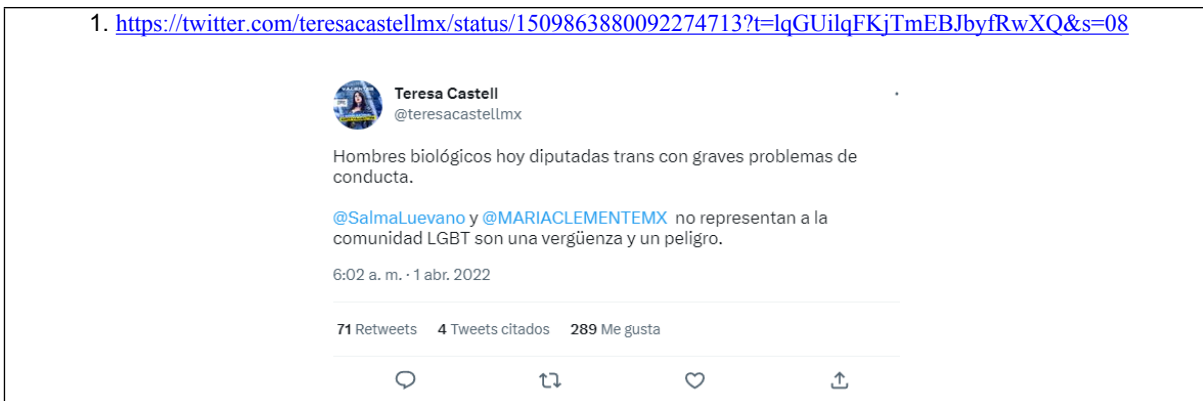 1. https://twitter.com/teresacastellmx/status/1509863880092274713?t=lqGUilqFKjTmEBJbyfRwXQ&s=08
Teresa Castell
@teresacastellmx
Hombres biológicos hoy diputadas trans con graves problemas de
conducta.
@SalmaLuevano y @MARIACLEMENTEMX no representan a la
comunidad LGBT son una vergüenza y un peligro.
6:02 a. m. · 1 abr. 2022
71 Retweets 4 Tweets citados 289 Me gusta